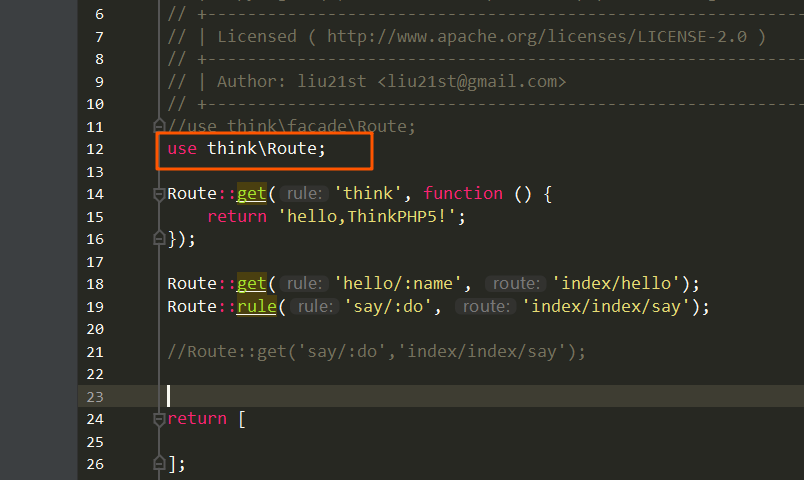 6 // +----------------------------------------------------------------
7 // | Licensed ( http://www.apache.org/licenses/LICENSE-2.0 )
8 // +----------------------------------------------------------------
9 // | Author: liu21st <liu21st@gmail.com>
10 // +----------------------------------------------------------------
11 //use think\facade\Route;
12 use think\Route;
13
14 Route::get( rule: 'think', function () {
15 return 'hello,ThinkPHP5!';
16 });
17
18 Route::get( rule: 'hello/:name', route: 'index/hello');
19 Route::rule( rule: 'say/:do', route: 'index/index/say');
20
21 //Route::get('say/:do','index/index/say');
22
23
24 return [
25
26 ];